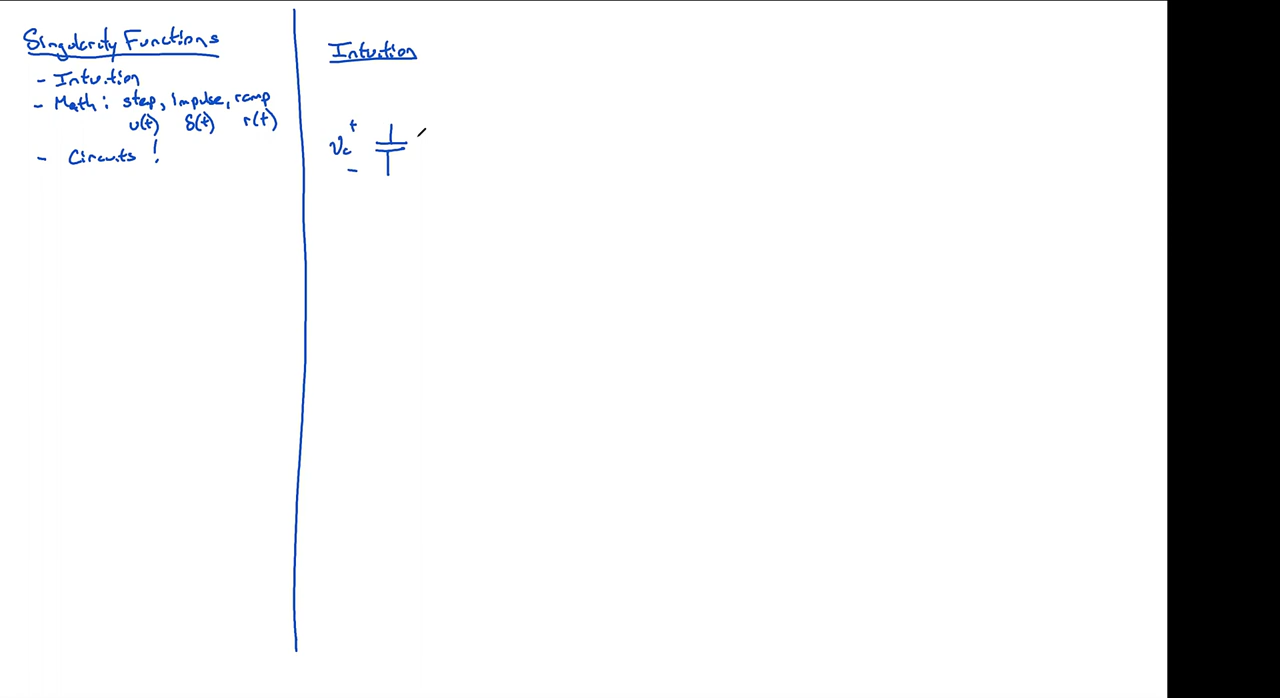 Singularity Functions
- Intuition
- Math: step, impulse, ramp
u(t) δ(t) r(t)
- Circuits !
Intuition
+
Vc
-